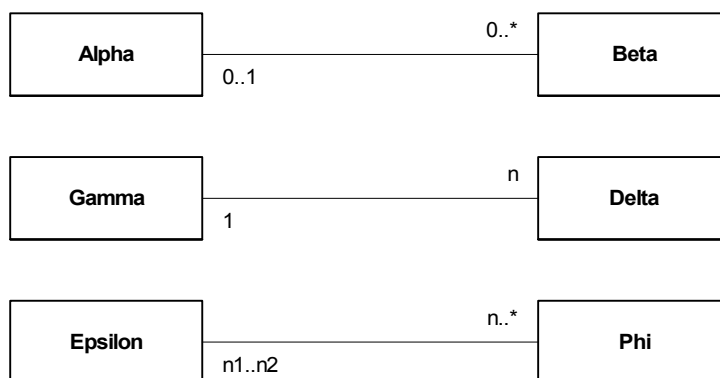 0..*
Alpha Beta
0..1
n
Gamma Delta
1
n..*
Epsilon Phi
n1..n2